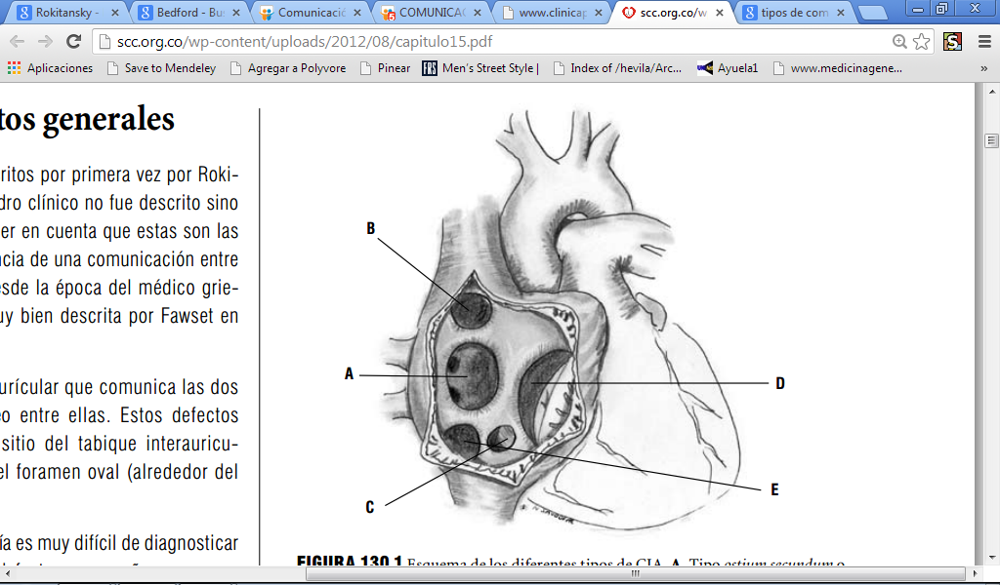 Rokitansky -
Bedford - Bu
Comunicació
COMUNICAC
www.clinicap
scc.org.co/w
tipos de com
scc.org.co/wp-content/uploads/2012/08/capitulo15.pdf
Aplicaciones
Save to Mendeley
Agregar a Polyvore
Pinear
FRS
Men's Street Style |
Index of /hevila/Arc...
Ayuela1
www.medicinagene...
»
tos generales
ritos por primera vez por Roki-
dro clínico no fue descrito sino
er en cuenta que estas son las
ncia de una comunicación entre
esde la época del médico grie-
uy bien descrita por Fawset en
urícular que comunica las dos
eo entre ellas. Estos defectos
sitio del tabique interauricu-
el foramen oval (alrededor del
ía es muy difícil de diagnosticar
B
A
D
E
C
FIGURA 130.1 Esquema de los diferentes tipos de CIA. A. Tipo ostium secundum o